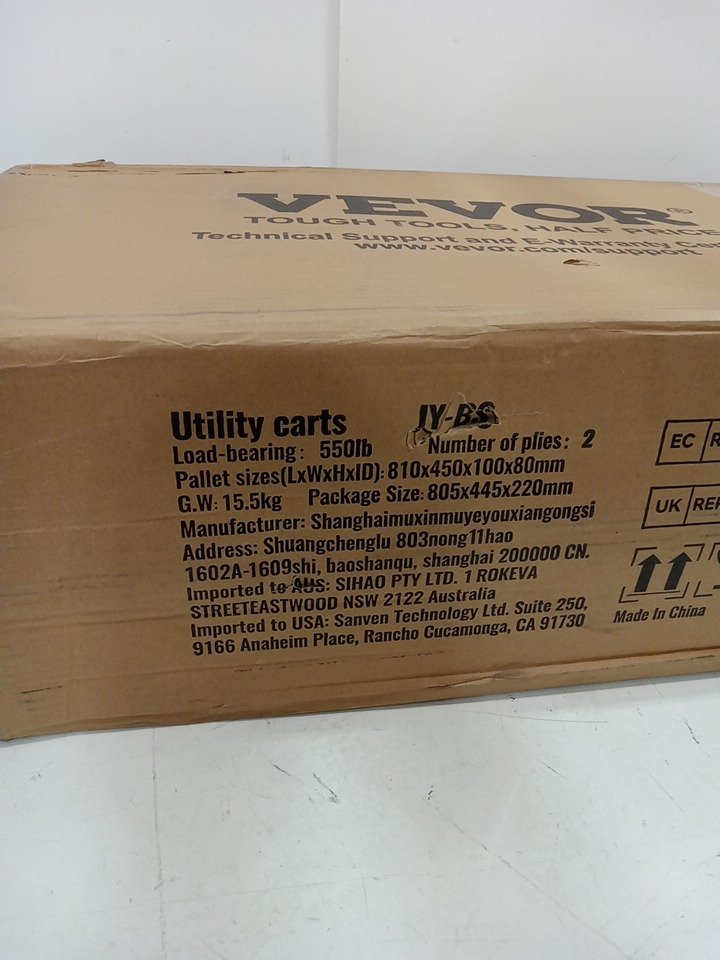 VEVOR®
TOUGH TOOLS, HALF PRICE
Technical Support and E-Warranty
www.vevor.com/support
Utility carts
Load-bearing: 550lb Number of plies: 2
Pallet sizes(LxWxHxID): 810x450x100x80mm
G.W: 15.5kg Package Size: 805x445x220mm
Manufacturer: Shanghaimuxinmuyeyouxiangongsi
Address: Shuangchenglu 803nong11hao
1602A-1609shi, baoshanqu, shanghai 200000 CN.
Imported to AUS: SIHAO PTY LTD. 1 ROKEVA
STREETEASTWOOD NSW 2122 Australia
Imported to USA: Sanven Technology Ltd. Suite 250,
9166 Anaheim Place, Rancho Cucamonga, CA 91730
EC
UK REP
Made In China